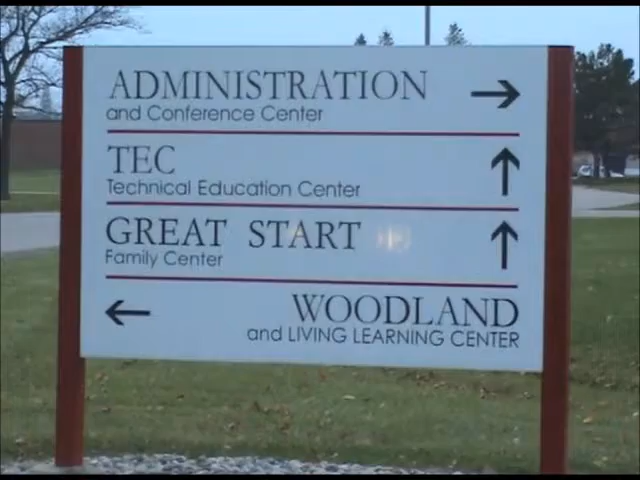 ADMINISTRATION
and Conference Center
TEC
Technical Education Center
GREAT START
Family Center
WOODLAND
and LIVING LEARNING CENTER